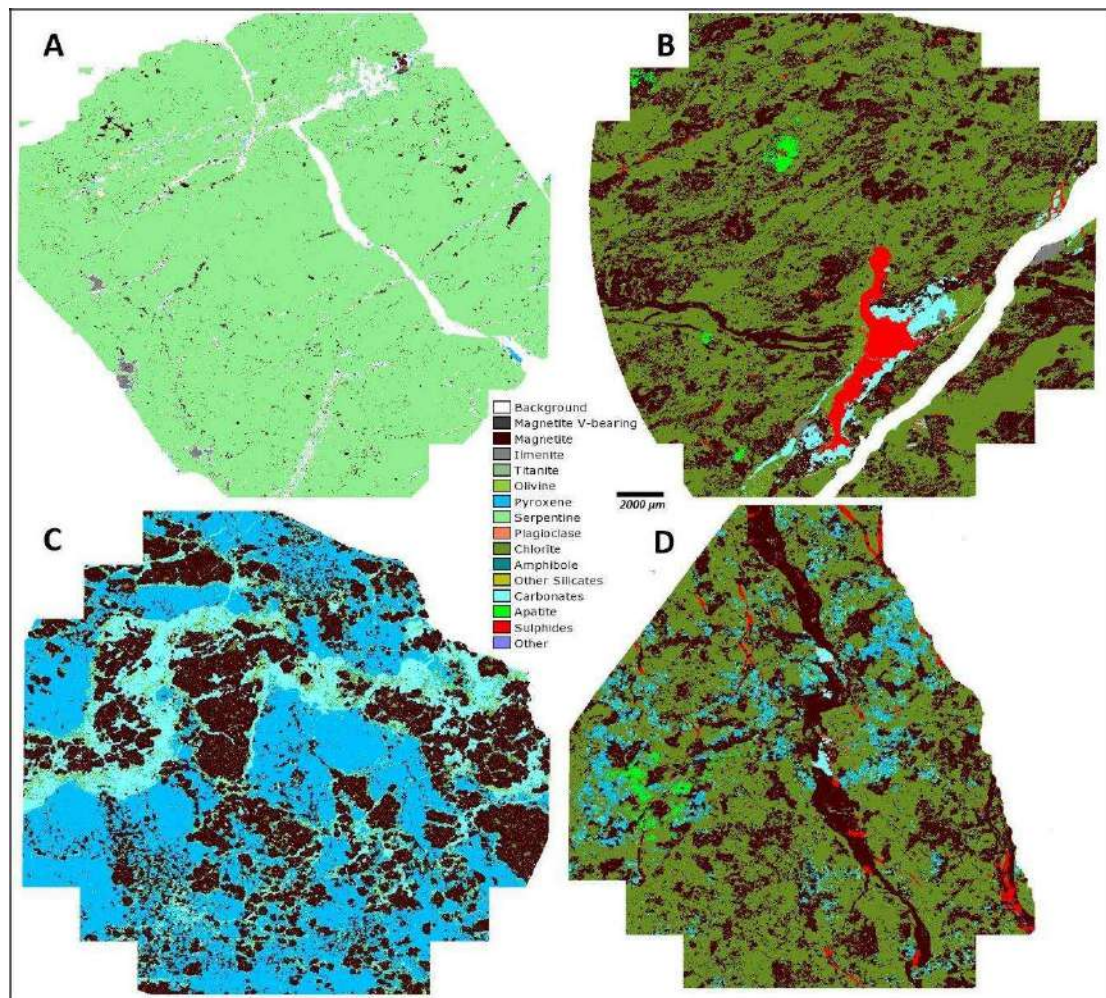 A
B
Background
Magnetite V-bearing
Magnetite
Ilmenite
Titanite
Olivine
Pyroxene
Serpentine
Plagioclase
Chlorite
Amphibole
Other Silicates
Carbonates
Apatite
Sulphides
Other
2000 µm
C
D